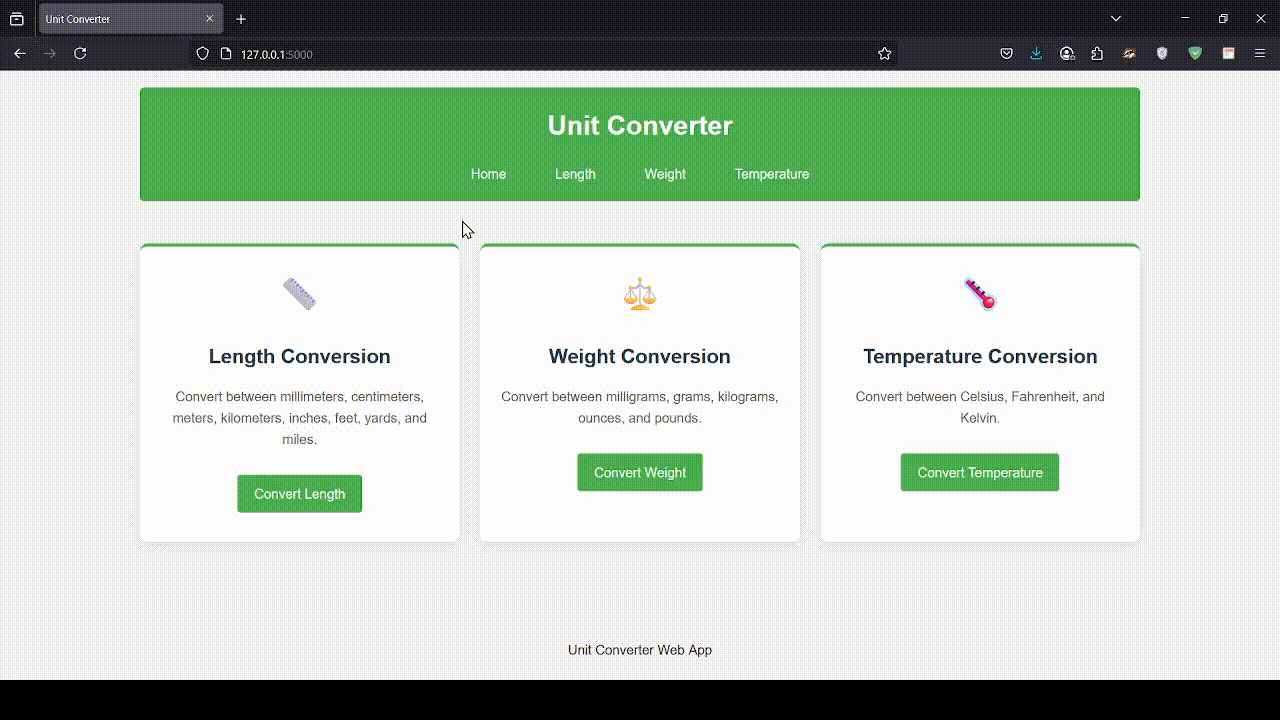 Unit Converter
127.0.0.1:5000
Unit Converter
Home Length Weight Temperature
Length Conversion
Convert between millimeters, centimeters,
meters, kilometers, inches, feet, yards, and
miles.
Convert Length
Weight Conversion
Convert between milligrams, grams, kilograms,
ounces, and pounds.
Convert Weight
Temperature Conversion
Convert between Celsius, Fahrenheit, and
Kelvin.
Convert Temperature
Unit Converter Web App